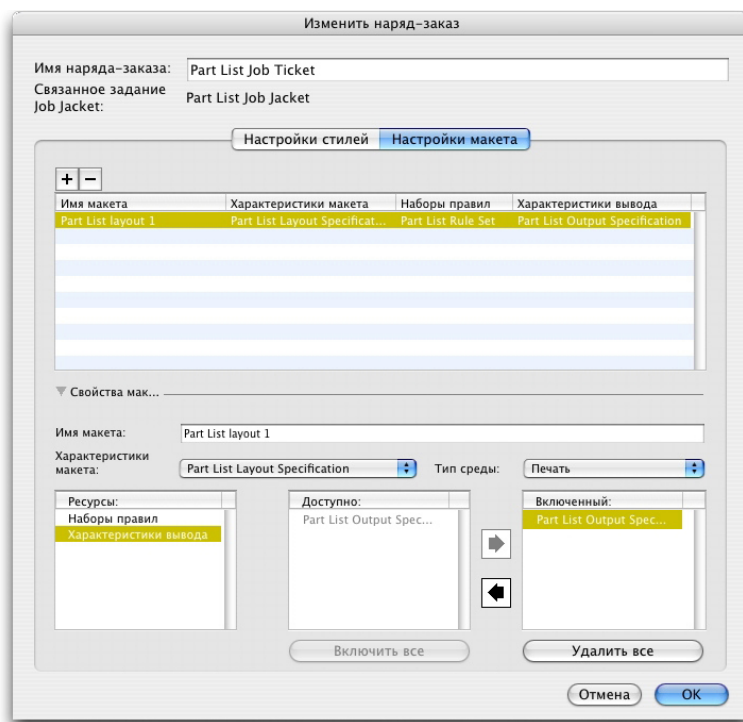 Изменить наряд-заказ
Имя наряда-заказа: Part List Job Ticket
Связанное задание
Job Jacket: Part List Job Jacket
Настройки стилей Настройки макета
+ −
Имя макета Характеристики макета Наборы правил Характеристики вывода
Part List layout 1 Part List Layout Specificat... Part List Rule Set Part List Output Specification
Свойства мак...
Имя макета: Part List layout 1
Характеристики
макета: Part List Layout Specification Тип среды: Печать
Ресурсы: Доступно: Включенный:
Наборы правил Part List Output Spec... Part List Output Spec...
Характеристики вывода
Включить все Удалить все
Отмена OK